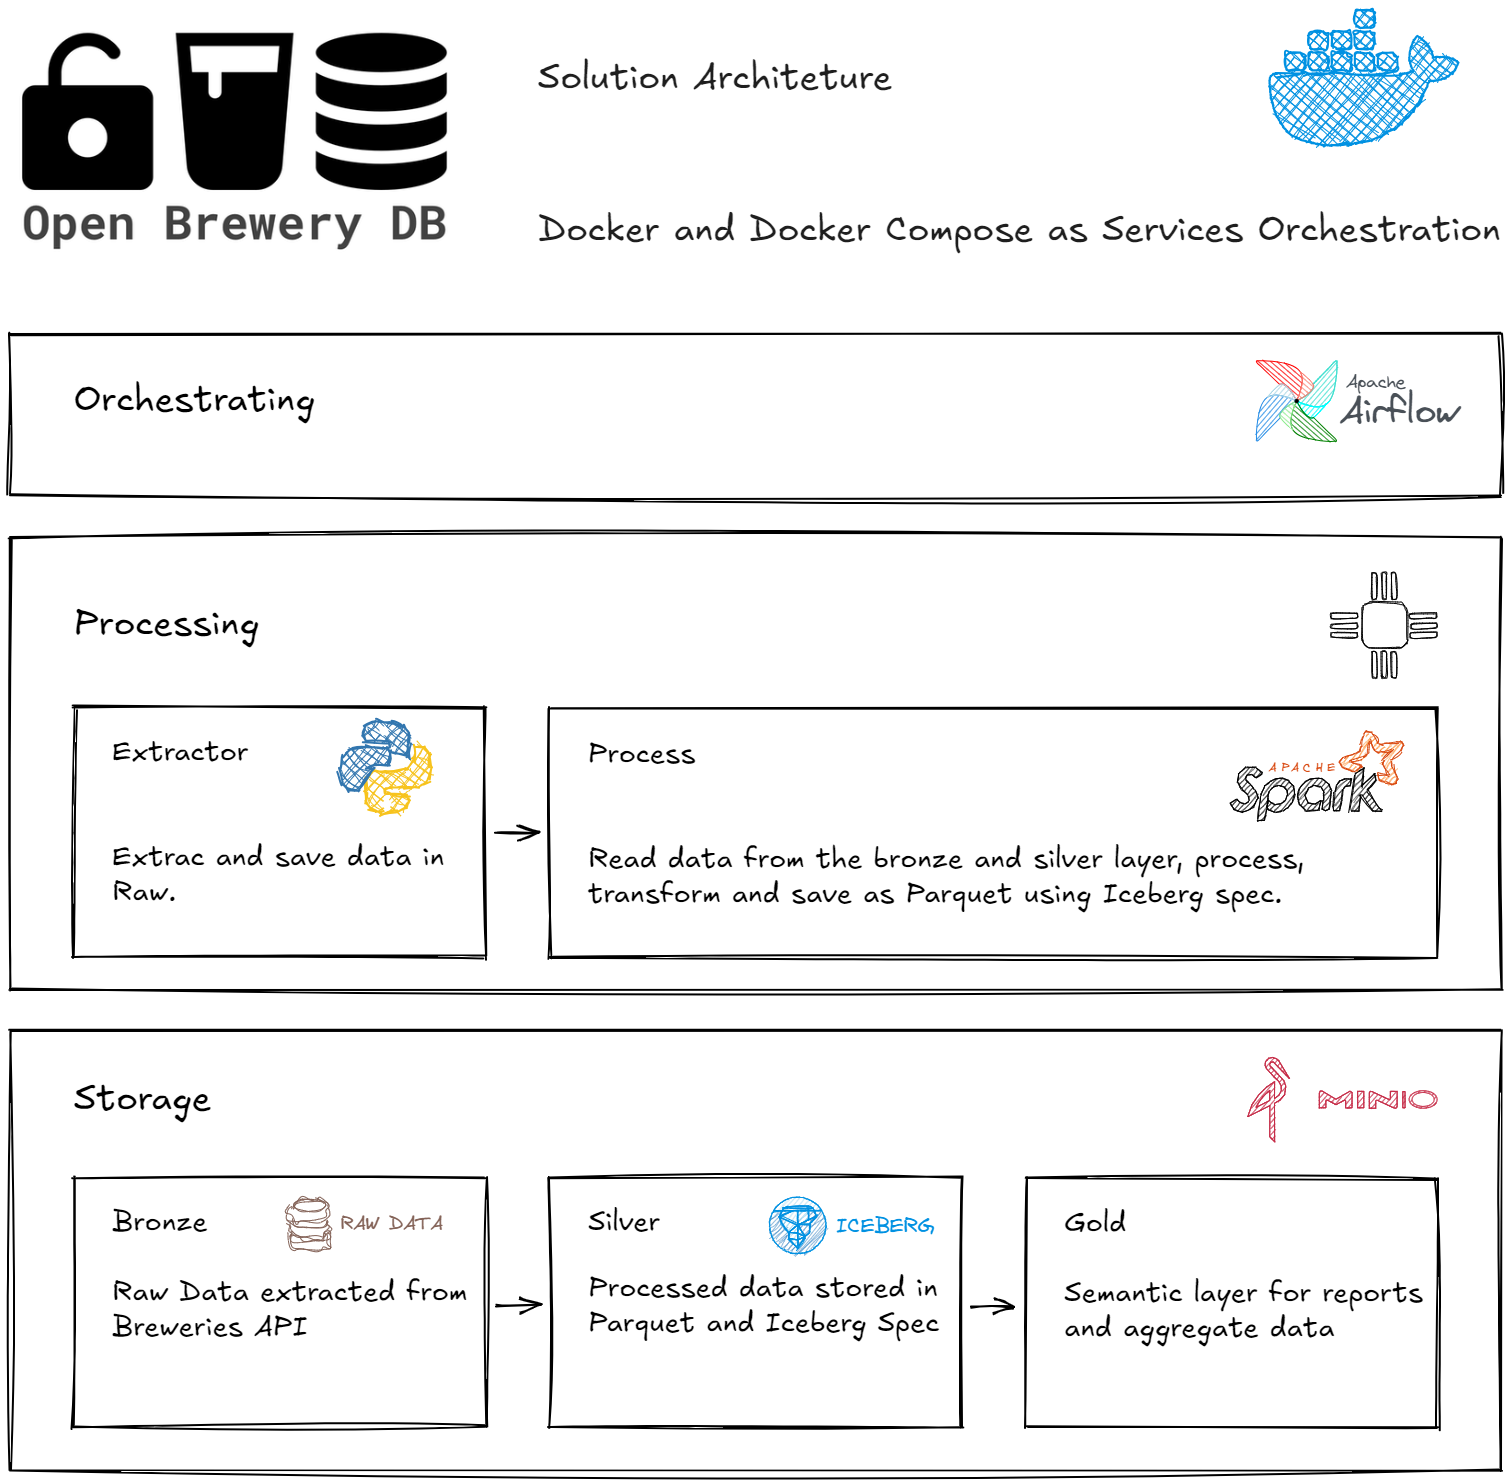 Open Brewery DB
Solution Architeture
Docker and Docker Compose as Services Orchestration
Orchestrating
Apache
Airflow
Processing
Extractor
Extrac and save data in
Raw.
Process
APACHE
Spark
Read data from the bronze and silver layer, process,
transform and save as Parquet using Iceberg spec.
Storage
MINIO
Bronze
RAW DATA
Raw Data extracted from
Breweries API
Silver
ICEBERG
Processed data stored in
Parquet and Iceberg Spec
Gold
Semantic layer for reports
and aggregate data